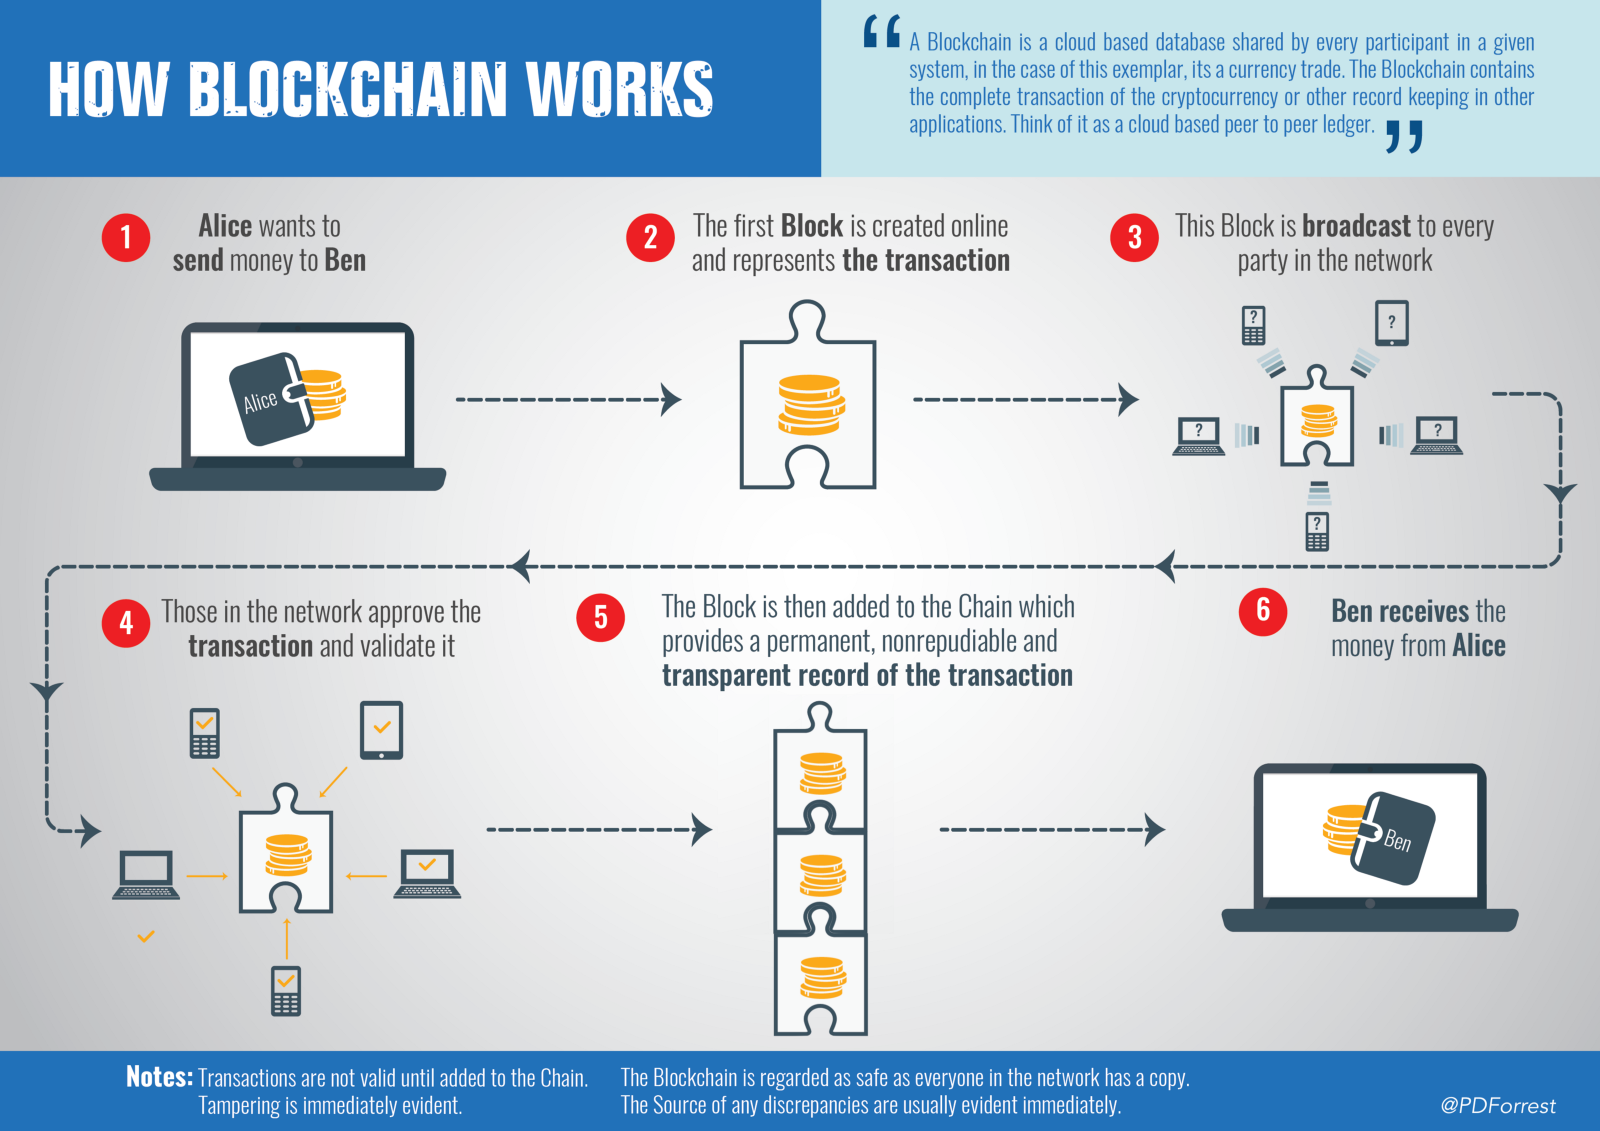 HOW BLOCKCHAIN WORKS
“ A Blockchain is a cloud based database shared by every participant in a given
system, in the case of this exemplar, its a currency trade. The Blockchain contains
the complete transaction of the cryptocurrency or other record keeping in other
applications. Think of it as a cloud based peer to peer ledger. ”
1
Alice wants to
send money to Ben
Alice
2
The first Block is created online
and represents the transaction
3
This Block is broadcast to every
party in the network
?
?
?
?
?
4
Those in the network approve the
transaction and validate it
5
The Block is then added to the Chain which
provides a permanent, nonrepudiable and
transparent record of the transaction
6
Ben receives the
money from Alice
Ben
Notes: Transactions are not valid until added to the Chain.
Tampering is immediately evident.
The Blockchain is regarded as safe as everyone in the network has a copy.
The Source of any discrepancies are usually evident immediately.
@PDForrest